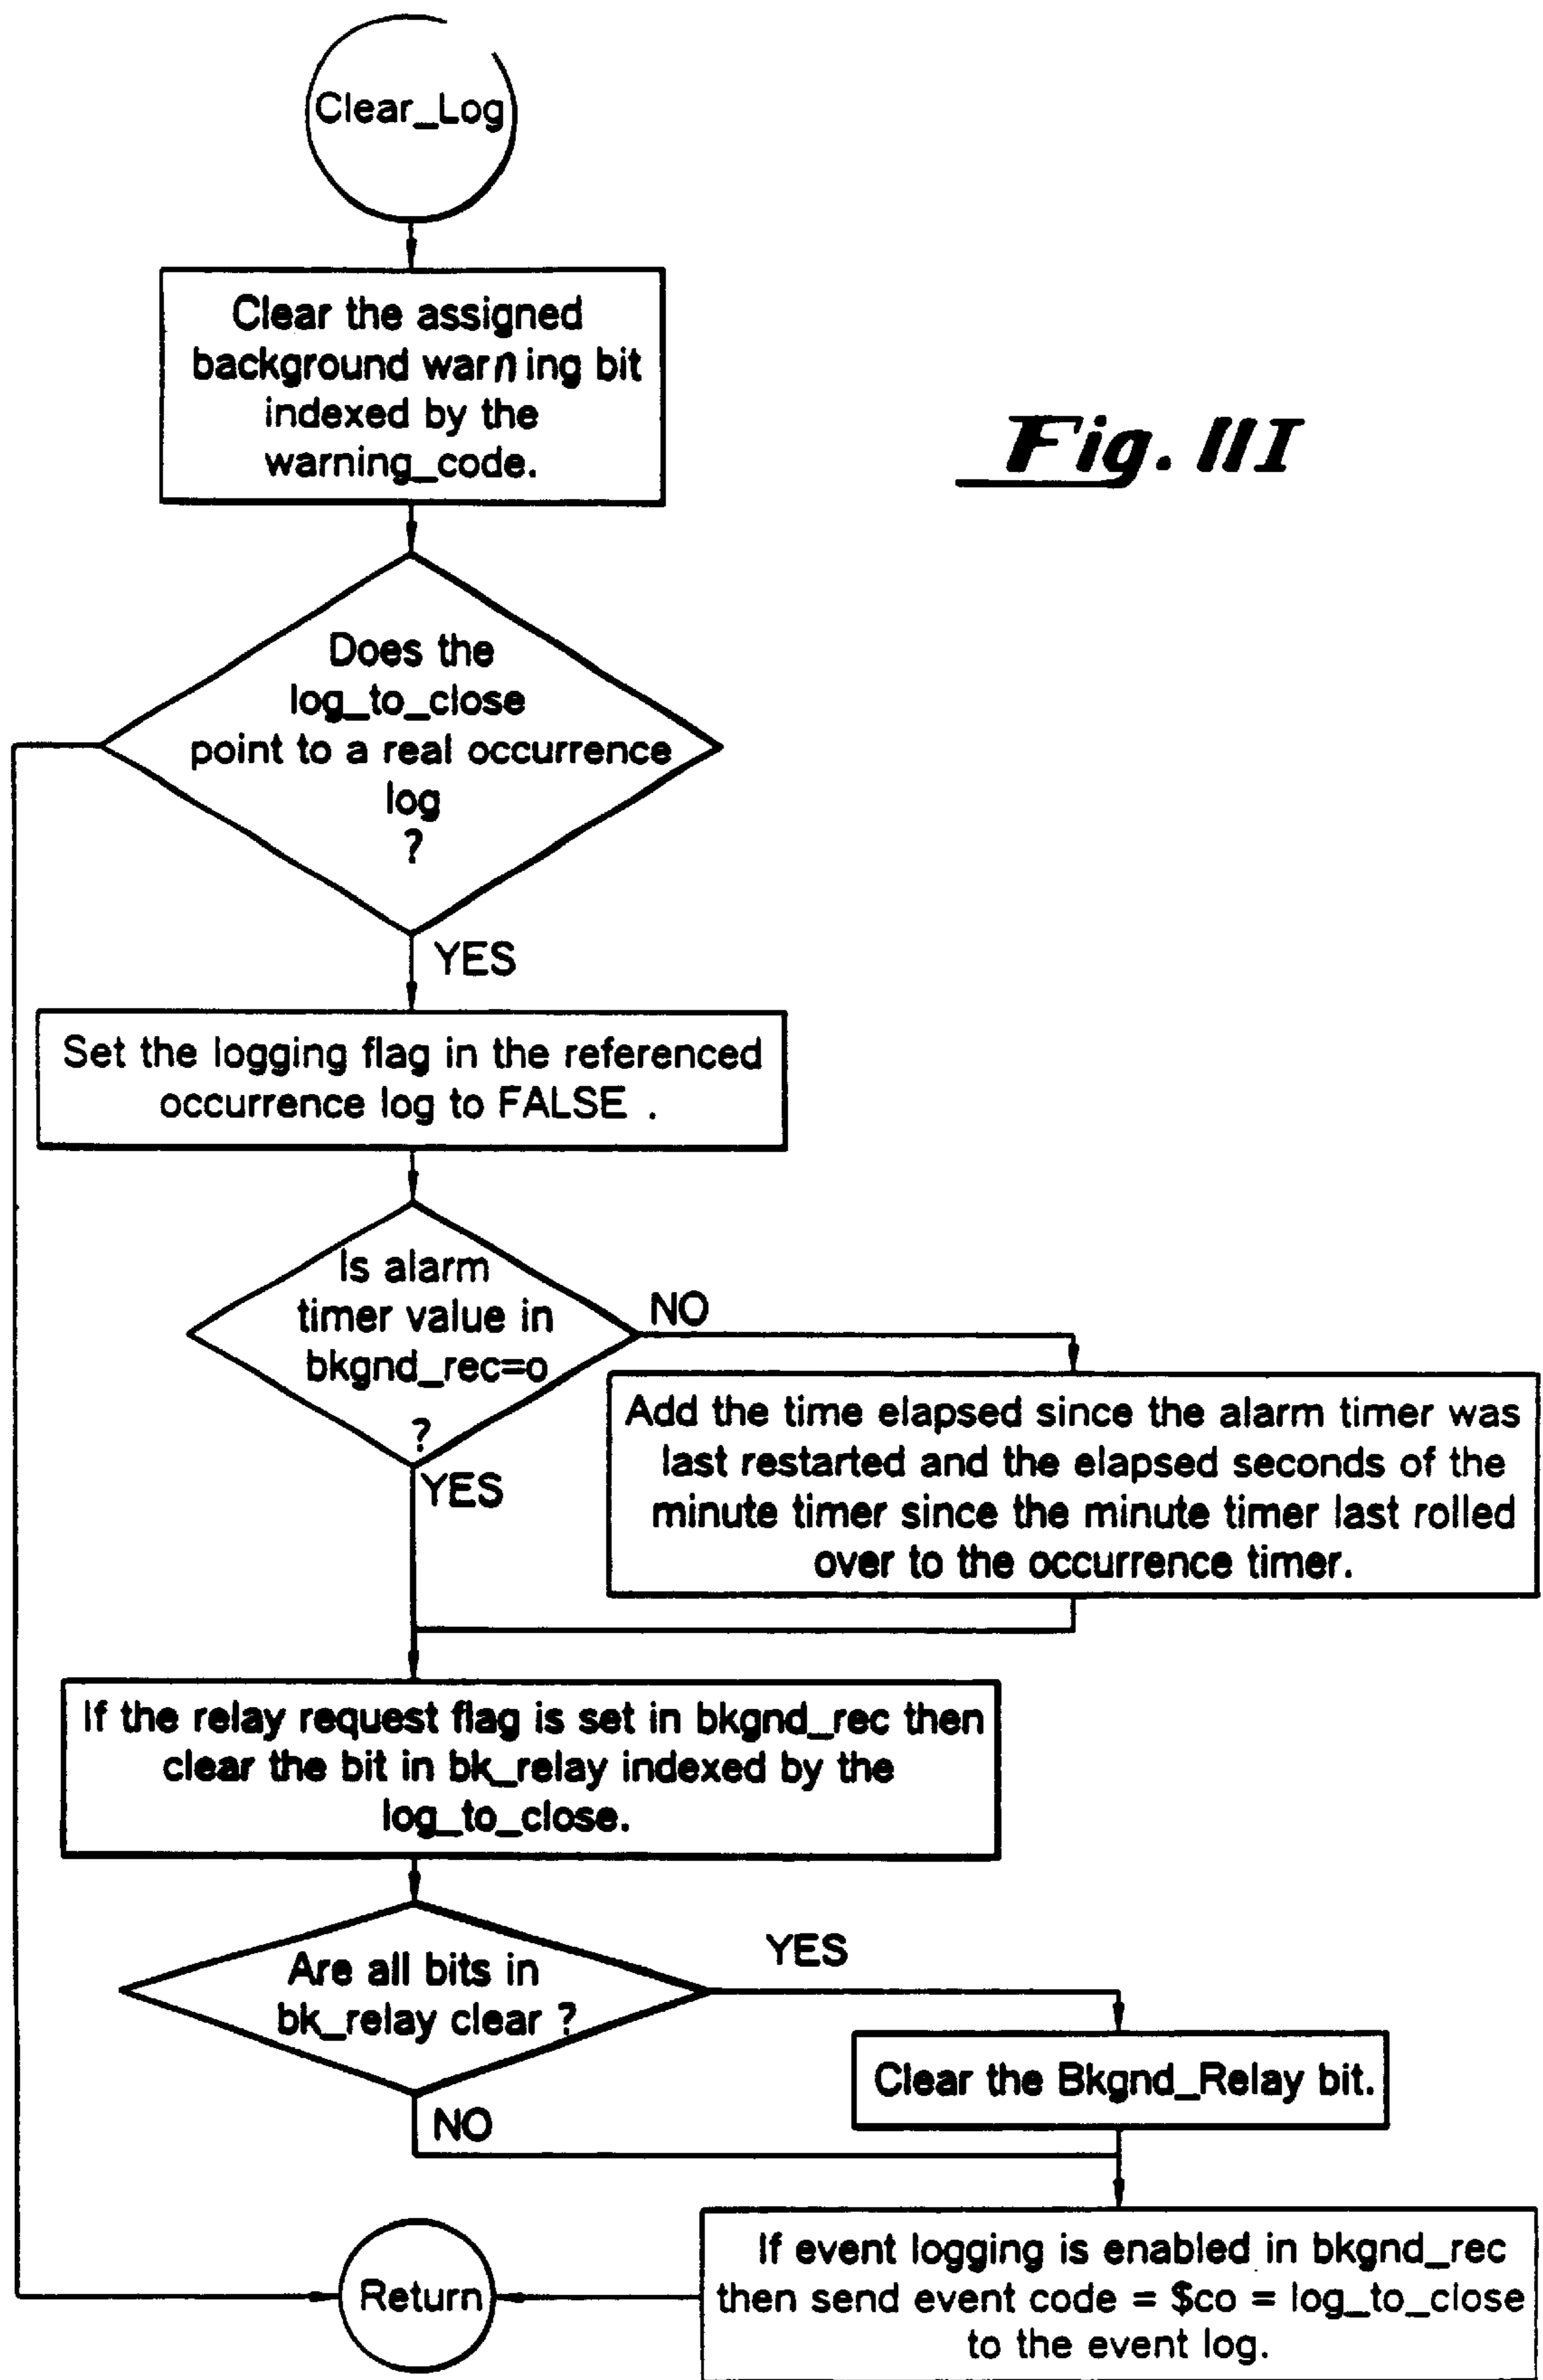 Clear_Log
Clear the assigned
background warning bit
indexed by the
warning_code.
Fig. 11I
Does the
log_to_close
point to a real occurrence
log
?
YES
Set the logging flag in the referenced
occurrence log to FALSE .
Is alarm
timer value in
bkgnd_rec=o
?
NO
YES
Add the time elapsed since the alarm timer was
last restarted and the elapsed seconds of the
minute timer since the minute timer last rolled
over to the occurrence timer.
If the relay request flag is set in bkgnd_rec then
clear the bit in bk_relay indexed by the
log_to_close.
Are all bits in
bk_relay clear ?
YES
Clear the Bkgnd_Relay bit.
NO
If event logging is enabled in bkgnd_rec
then send event code = $co = log_to_close
to the event log.
Return